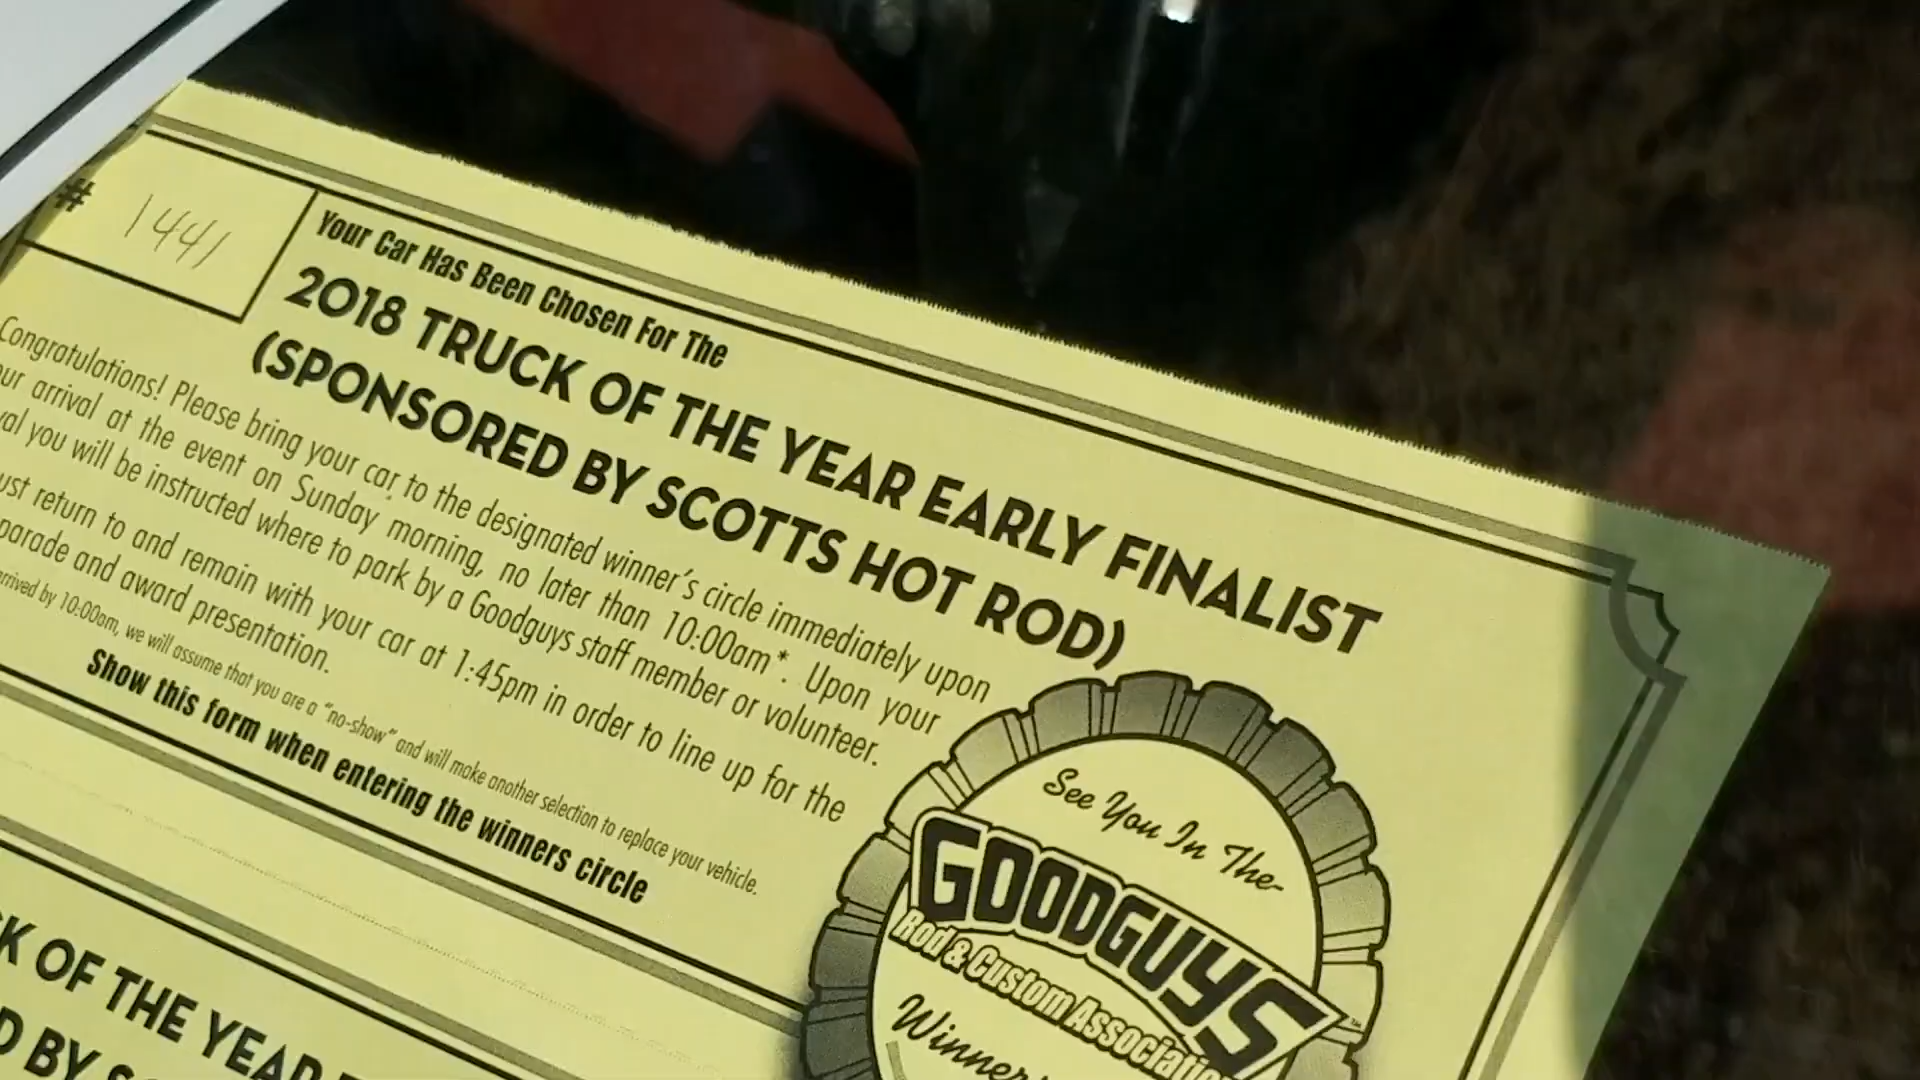 # 1441
Your Car Has Been Chosen For The
2018 TRUCK OF THE YEAR EARLY FINALIST
(SPONSORED BY SCOTTS HOT ROD)
Congratulations! Please bring your car to the designated winner's circle immediately upon
arrival at the event on Sunday morning, no later than 10:00am*. Upon your
you will be instructed where to park by a Goodguys staff member or volunteer.
return to and remain with your car at 1:45pm in order to line up for the
parade and award presentation.
arrived by 10:00am, we will assume that you are a "no-show" and will make another selection to replace your vehicle.
Show this form when entering the winners circle
See You In The
GOODGUYS
Rod & Custom Association
OF THE YEAR
BY